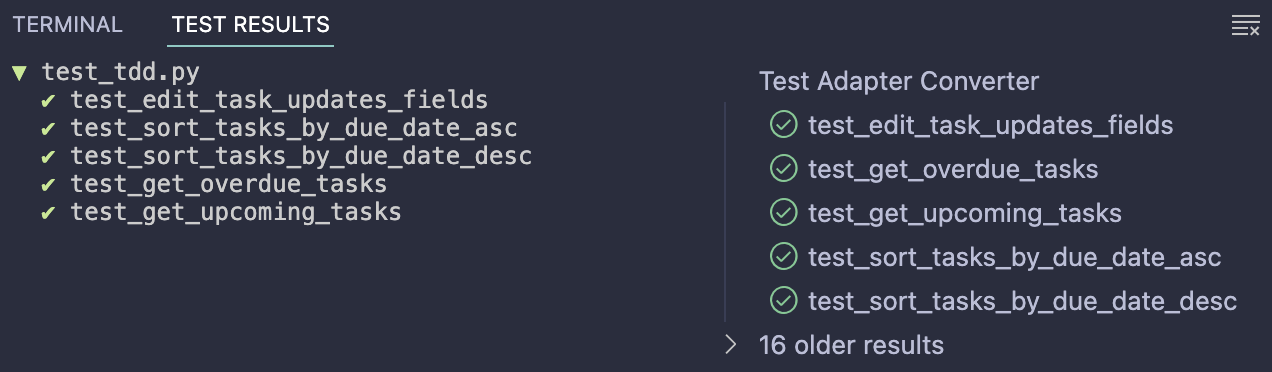 TERMINAL TEST RESULTS
▼ test_tdd.py
✔ test_edit_task_updates_fields
✔ test_sort_tasks_by_due_date_asc
✔ test_sort_tasks_by_due_date_desc
✔ test_get_overdue_tasks
✔ test_get_upcoming_tasks
Test Adapter Converter
test_edit_task_updates_fields
test_get_overdue_tasks
test_get_upcoming_tasks
test_sort_tasks_by_due_date_asc
test_sort_tasks_by_due_date_desc
16 older results